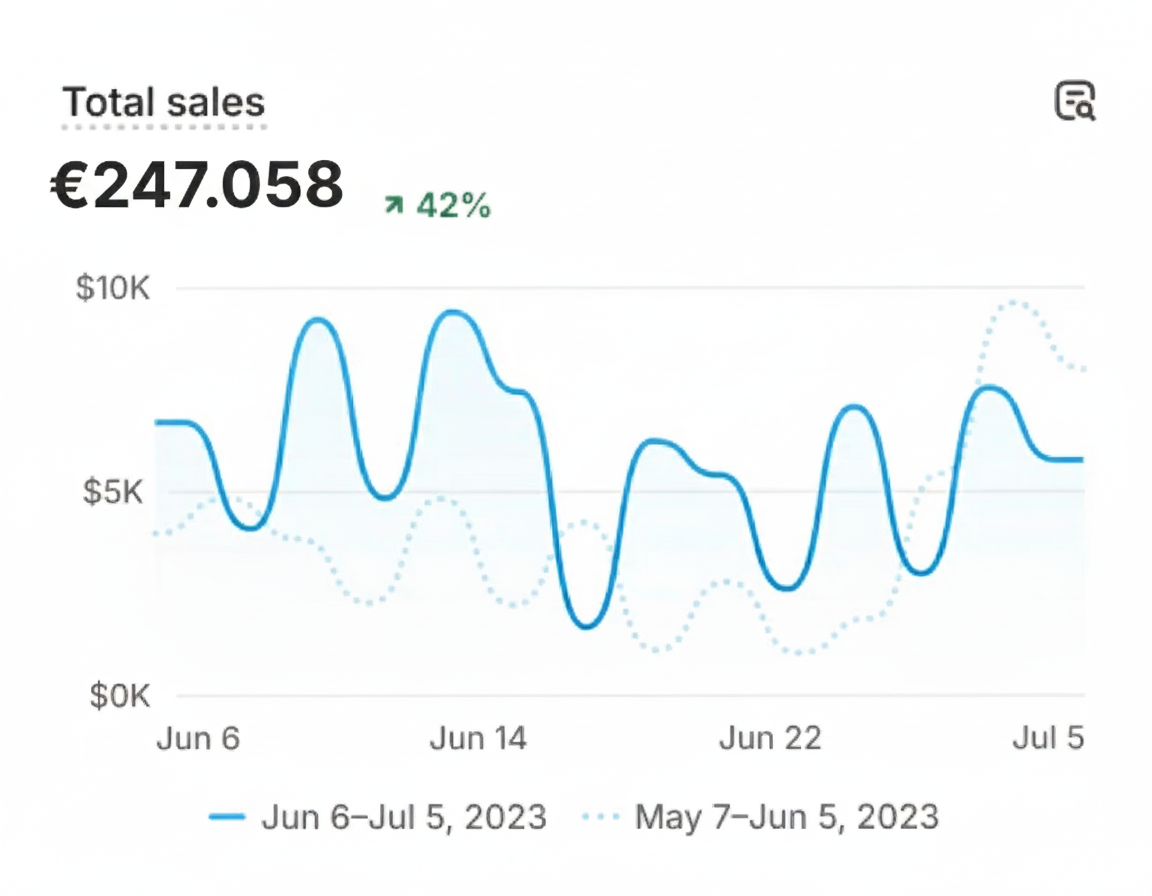 Total sales
€247.058 ↗ 42%
$10K
$5K
$0K
Jun 6 Jun 14 Jun 22 Jul 5
Jun 6–Jul 5, 2023 May 7–Jun 5, 2023